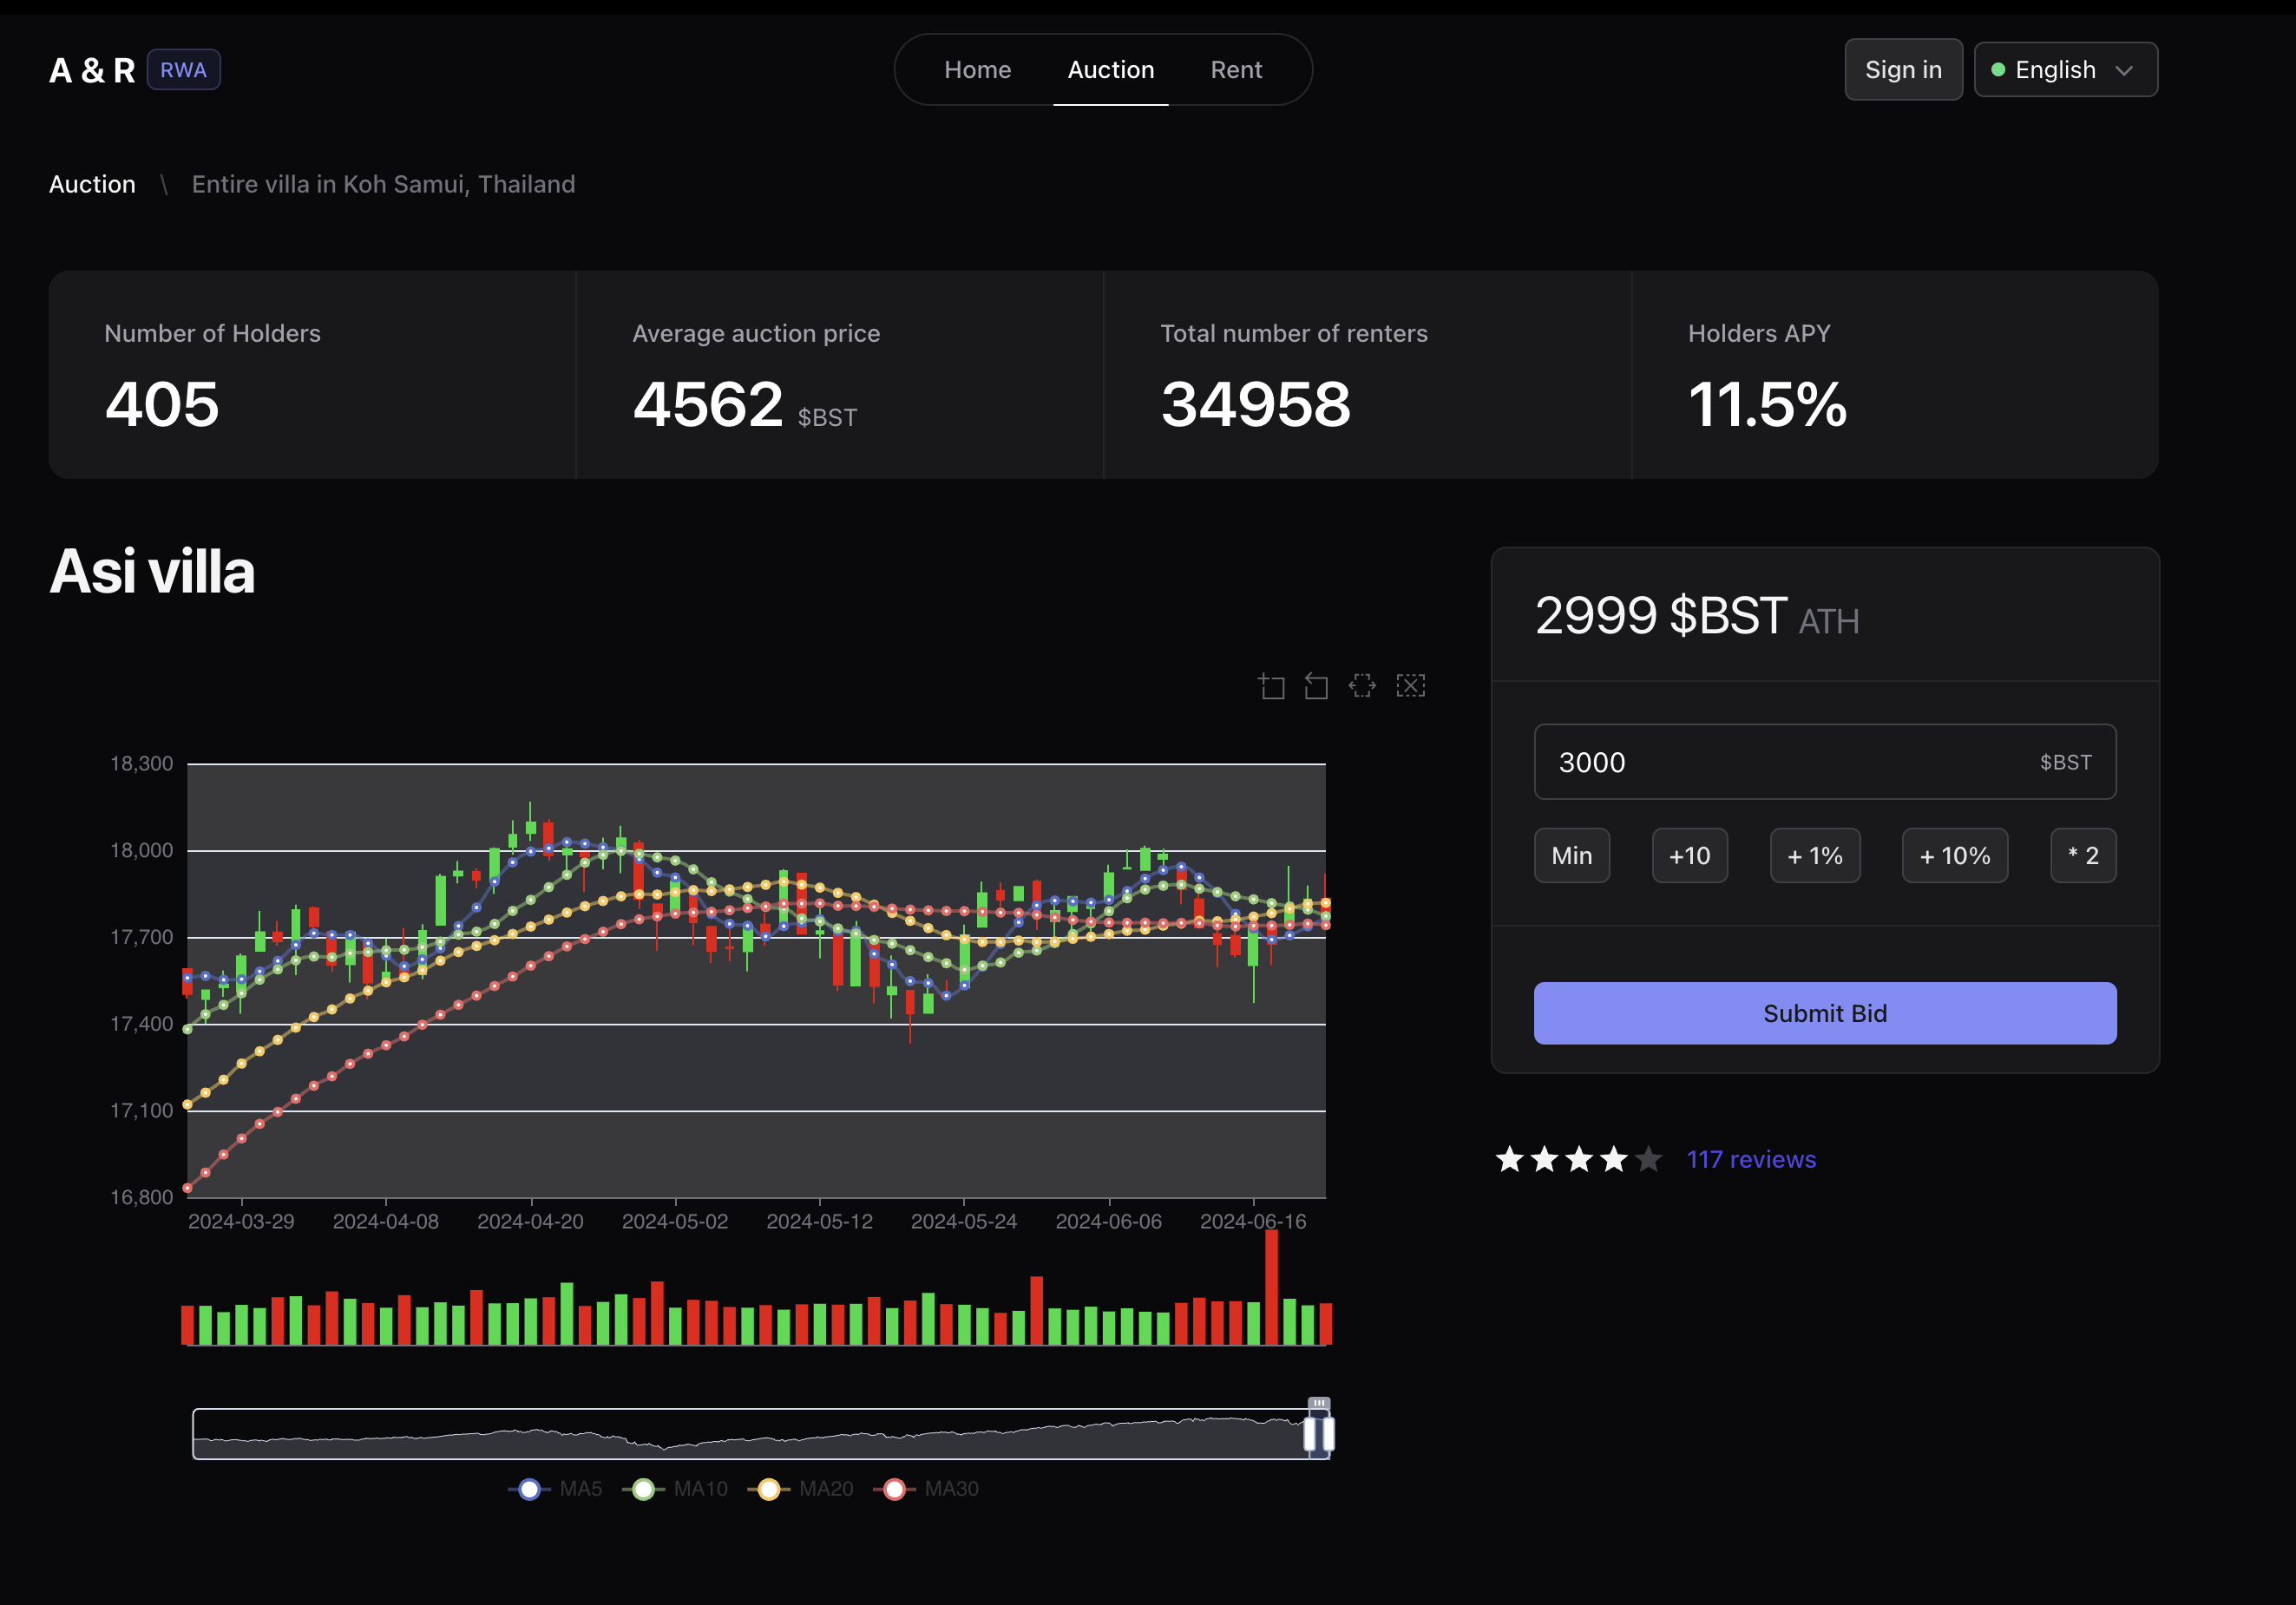 A & R RWA
Home Auction Rent
Sign in English
Auction \ Entire villa in Koh Samui, Thailand
Number of Holders
405
Average auction price
4562 $BST
Total number of renters
34958
Holders APY
11.5%
Asi villa
18,300
18,000
17,700
17,400
17,100
16,800
2024-03-29 2024-04-08 2024-04-20 2024-05-02 2024-05-12 2024-05-24 2024-06-06 2024-06-16
MA5 MA10 MA20 MA30
2999 $BST ATH
3000 $BST
Min +10 + 1% + 10% * 2
Submit Bid
117 reviews